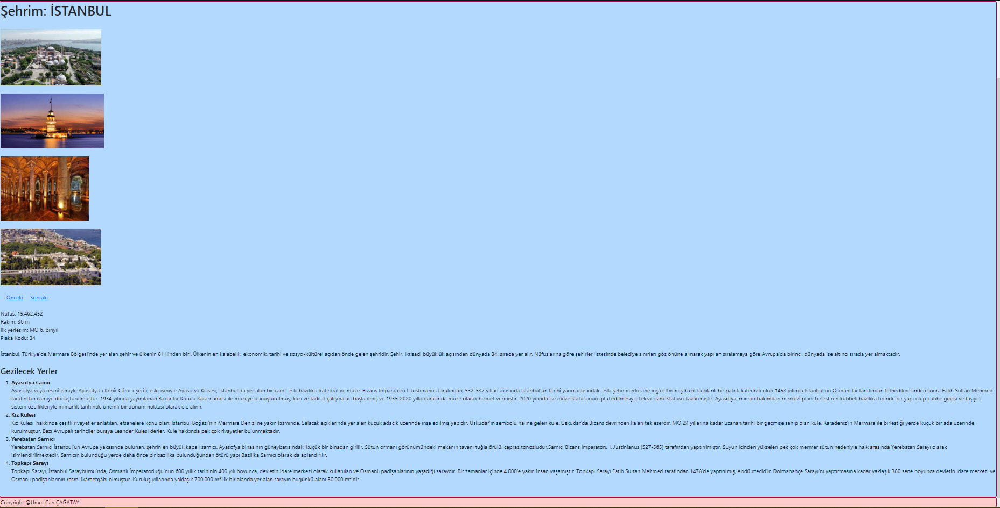 Şehrim: İSTANBUL
Önceki Sonraki
Nüfus: 15.462.452
Rakım: 30 m
İlk yerleşim: MÖ 6. binyıl
Plaka Kodu: 34
İstanbul, Türkiye'de Marmara Bölgesi'nde yer alan şehir ve ülkenin 81 ilinden biri. Ülkenin en kalabalık, ekonomik, tarihi ve sosyo-kültürel açıdan önde gelen şehridir. Şehir, iktisadi büyüklük açısından dünyada 34. sırada yer alır. Nüfuslarına göre şehirler listesinde belediye sınırları göz önüne alınarak yapılan sıralamaya göre Avrupa'da birinci, dünyada ise altıncı sırada yer almaktadır.
Gezilecek Yerler
1. Ayasofya Camii
Ayasofya veya resmî ismiyle Ayasofya-i Kebîr Câmi-i Şerîfi, eski ismiyle Ayasofya Kilisesi, İstanbul'da yer alan bir cami, eski bazilika, katedral ve müze. Bizans İmparatoru I. Justinianus tarafından, 532-537 yılları arasında İstanbul'un tarihî yarımadasındaki eski şehir merkezine inşa ettirilmiş bazilika planlı bir patrik katedrali olup 1453 yılında İstanbul'un Osmanlılar tarafından fethedilmesinden sonra Fatih Sultan Mehmed
tarafından camiye dönüştürülmüştür. 1934 yılında yayımlanan Bakanlar Kurulu Kararnamesi ile müzeye dönüştürülmüş, kazı ve tadilat çalışmaları başlatılmış ve 1935-2020 yılları arasında müze olarak hizmet vermiştir. 2020 yılında ise müze statüsünün iptal edilmesiyle tekrar cami statüsü kazanmıştır. Ayasofya, mimari bakımdan merkezî planı birleştiren kubbeli bazilika tipinde bir yapı olup kubbe geçişi ve taşıyıcı
sistem özellikleriyle mimarlık tarihinde önemli bir dönüm noktası olarak ele alınır.
2. Kız Kulesi
Kız Kulesi, hakkında çeşitli rivayetler anlatılan, efsanelere konu olan, İstanbul Boğazı'nın Marmara Denizi'ne yakın kısmında, Salacak açıklarında yer alan küçük adacık üzerinde inşa edilmiş yapıdır. Üsküdar'ın sembolü haline gelen kule, Üsküdar'da Bizans devrinden kalan tek eserdir. MÖ 24 yıllarına kadar uzanan tarihi bir geçmişe sahip olan kule, Karadeniz'in Marmara ile birleştiği yerde küçük bir ada üzerinde
kurulmuştur. Bazı Avrupalı tarihçiler buraya Leander Kulesi derler. Kule hakkında pek çok rivayetler bulunmaktadır.
3. Yerebatan Sarnıcı
Yerebatan Sarnıcı İstanbul'un Avrupa yakasında bulunan, şehrin en büyük kapalı sarnıcı. Ayasofya binasının güneybatısındaki küçük bir binadan girilir. Sütun ormanı görünümündeki mekanın tavanı tuğla örülü, çapraz tonozludur.Sarnıç, Bizans imparatoru I. Justinianus (527-565) tarafından yaptırılmıştır. Suyun içinden yükselen pek çok mermer sütun nedeniyle halk arasında Yerebatan Sarayı olarak
isimlendirilmektedir. Sarnıcın bulunduğu yerde daha önce bir bazilika bulunduğundan ötürü yapı Bazilika Sarnıcı olarak da adlandırılır.
4. Topkapı Sarayı
Topkapı Sarayı, İstanbul Sarayburnu'nda, Osmanlı İmparatorluğu'nun 600 yıllık tarihinin 400 yılı boyunca, devletin idare merkezi olarak kullanılan ve Osmanlı padişahlarının yaşadığı saraydır. Bir zamanlar içinde 4.000'e yakın insan yaşamıştır. Topkapı Sarayı Fatih Sultan Mehmed tarafından 1478'de yaptırılmış, Abdülmecid'in Dolmabahçe Sarayı'nı yaptırmasına kadar yaklaşık 380 sene boyunca devletin idare merkezi ve
Osmanlı padişahlarının resmi ikâmetgâhı olmuştur. Kuruluş yıllarında yaklaşık 700.000 m²'lik bir alanda yer alan sarayın bugünkü alanı 80.000 m²'dir.
Copyright @Umut Can ÇAĞATAY